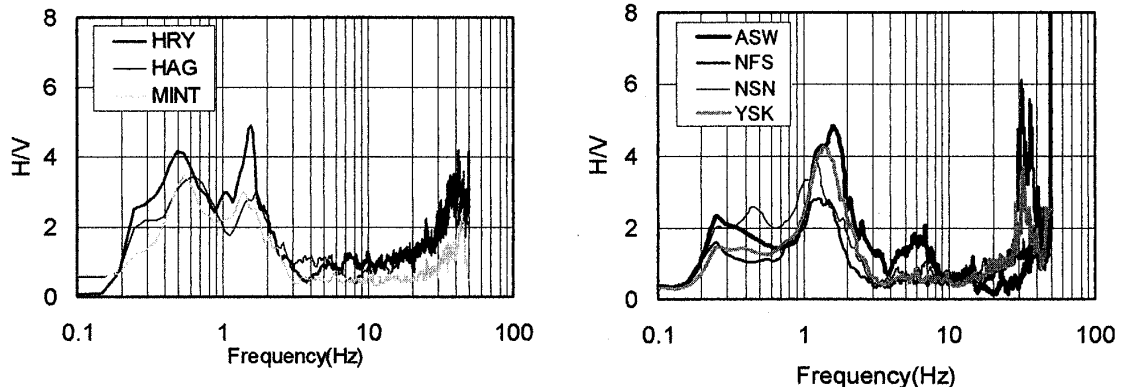 8
6
4
2
0
H/V
HRY
HAG
MINT
0.1
1
10
100
Frequency(Hz)
8
6
4
2
0
H/V
ASW
NFS
NSN
YSK
0.1
1
10
100
Frequency(Hz)